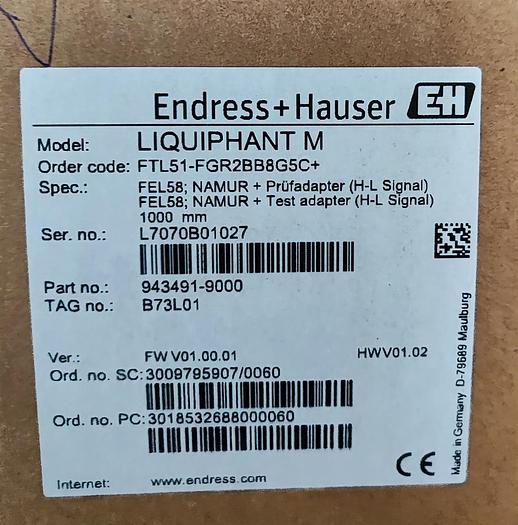 Endress+Hauser EH
Model: LIQUIPHANT M
Order code: FTL51-FGR2BB8G5C+
Spec.: FEL58; NAMUR + Prüfadapter (H-L Signal)
FEL58; NAMUR + Test adapter (H-L Signal)
1000 mm
Ser. no.: L7070B01027
Part no.: 943491-9000
TAG no.: B73L01
Ver.: FW V01.00.01 HW V01.02
Ord. no. SC: 3009795907/0060
Ord. no. PC: 3018532688000060
Internet: www.endress.com
CE
Made in Germany D-79689 Maulburg